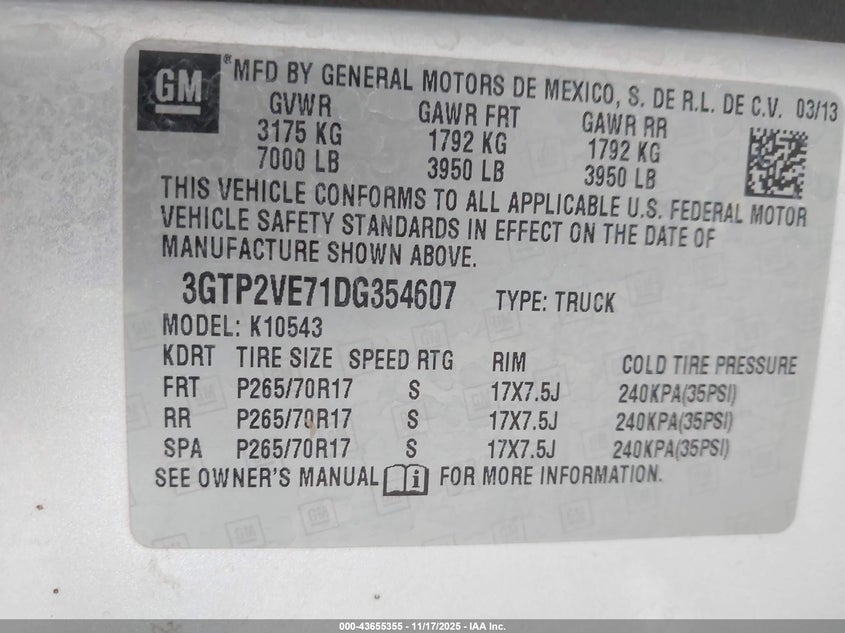 GM ® MFD BY GENERAL MOTORS DE MEXICO, S. DE R.L. DE C.V. 03/13
GVWR GAWR FRT GAWR RR
3175 KG 1792 KG 1792 KG
7000 LB 3950 LB 3950 LB
THIS VEHICLE CONFORMS TO ALL APPLICABLE U.S. FEDERAL MOTOR
VEHICLE SAFETY STANDARDS IN EFFECT ON THE DATE OF
MANUFACTURE SHOWN ABOVE.
3GTP2VE71DG354607 TYPE: TRUCK
MODEL: K10543
KDRT TIRE SIZE SPEED RTG RIM COLD TIRE PRESSURE
FRT P265/70R17 S 17X7.5J 240KPA(35PSI)
RR P265/70R17 S 17X7.5J 240KPA(35PSI)
SPA P265/70R17 S 17X7.5J 240KPA(35PSI)
SEE OWNER'S MANUAL i FOR MORE INFORMATION.
000-43655355 - 11/17/2025 - IAA Inc.